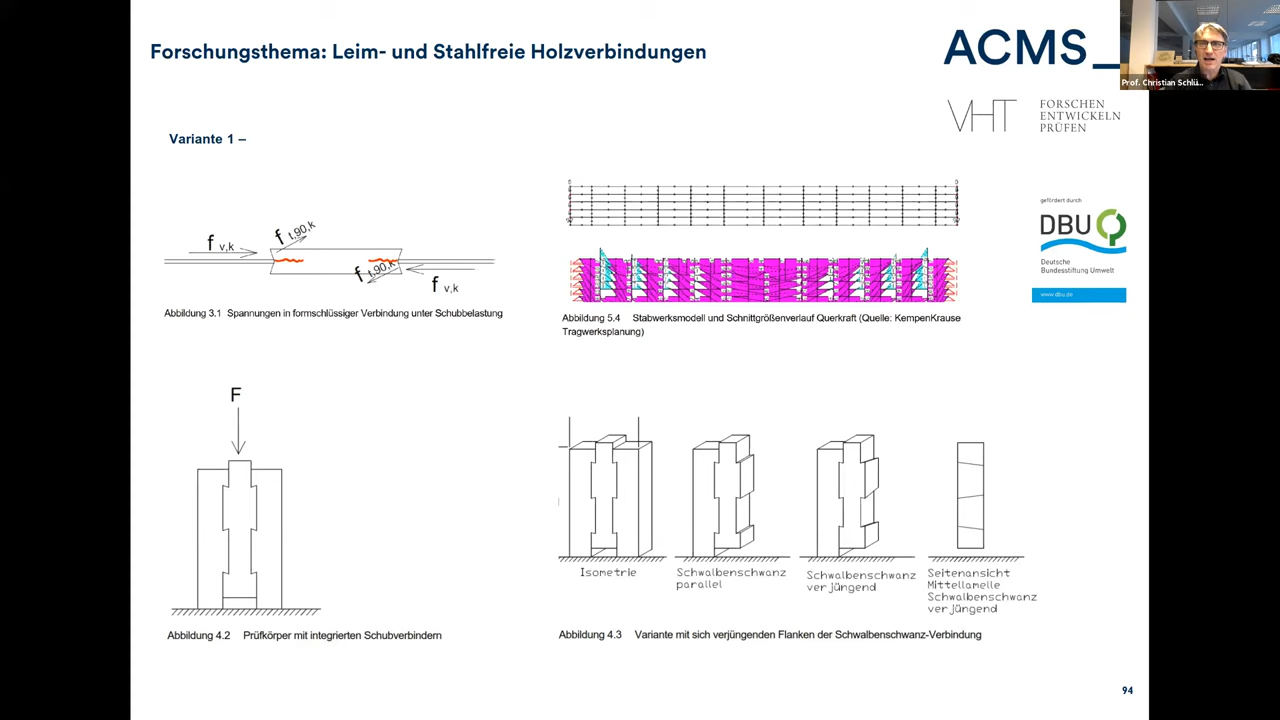 Forschungsthema: Leim- und Stahlfreie Holzverbindungen
ACMS_
Prof. Christian Schlü...
VHT
FORSCHEN
ENTWICKELN
PRÜFEN
Variante 1 –
f v,k
f t,90,k
f t,90,k
f v,k
Abbildung 3.1 Spannungen in formschlüssiger Verbindung unter Schubbelastung
Abbildung 5.4 Stabwerksmodell und Schnittgrößenverlauf Querkraft (Quelle: KempenKrause
Tragwerksplanung)
gefördert durch
DBU
Deutsche
Bundesstiftung Umwelt
www.dbu.de
F
Abbildung 4.2 Prüfkörper mit integrierten Schubverbindern
Isometrie
Schwalbenschwanz
parallel
Schwalbenschwanz
verjüngend
Seitenansicht
Mittellamelle
Schwalbenschwanz
verjüngend
Abbildung 4.3 Variante mit sich verjüngenden Flanken der Schwalbenschwanz-Verbindung
94